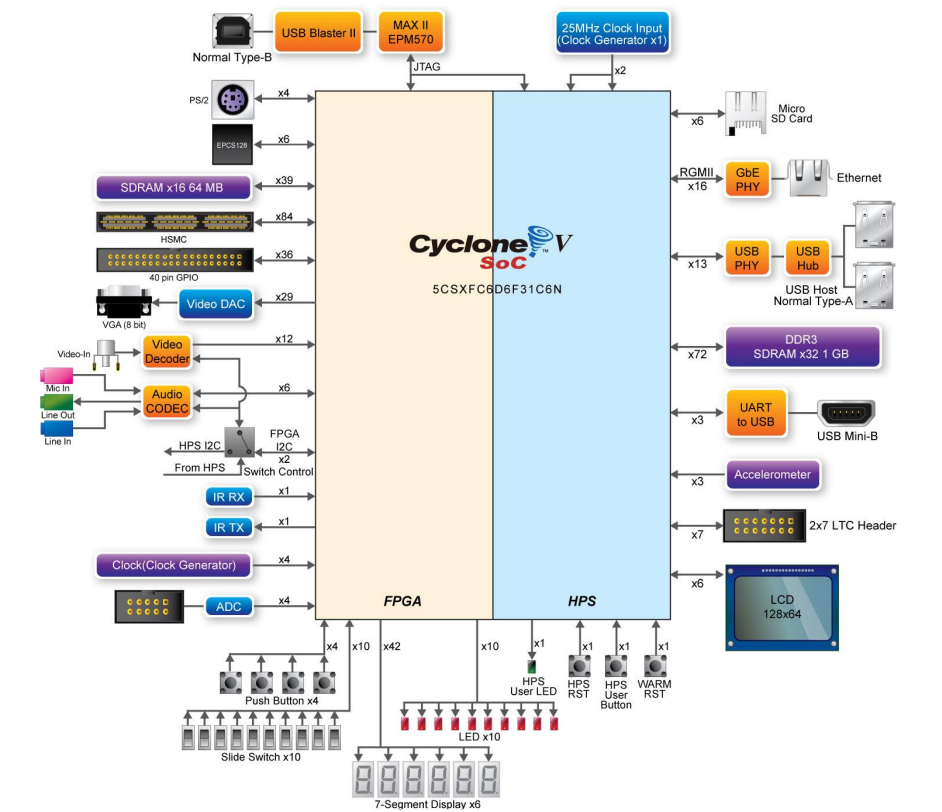 Normal Type-B
USB Blaster II
MAX II
EPM570
JTAG
25MHz Clock Input
(Clock Generator x1)
x2
PS/2
x4
EPCS128
x6
SDRAM x16 64 MB
x39
HSMC
x84
40 pin GPIO
x36
VGA (8 bit)
Video DAC
x29
Video-In
Video
Decoder
x12
Mic In
Line Out
Line In
Audio
CODEC
x6
HPS I2C
From HPS
FPGA
I2C
x2
Switch Control
IR RX
x1
IR TX
x1
Clock(Clock Generator)
x4
ADC
x4
Cyclone V
TM
SoC
5CSXFC6D6F31C6N
FPGA
HPS
x6
Micro
SD Card
RGMII
x16
GbE
PHY
Ethernet
x13
USB
PHY
USB
Hub
USB Host
Normal Type-A
x72
DDR3
SDRAM x32 1 GB
x3
UART
to USB
USB Mini-B
x3
Accelerometer
x7
2x7 LTC Header
x6
LCD
128x64
x4
Push Button x4
x10
Slide Switch x10
x42
7-Segment Display x6
x10
LED x10
x1
HPS
User LED
x1
HPS
RST
x1
HPS
User
Button
x1
WARM
RST